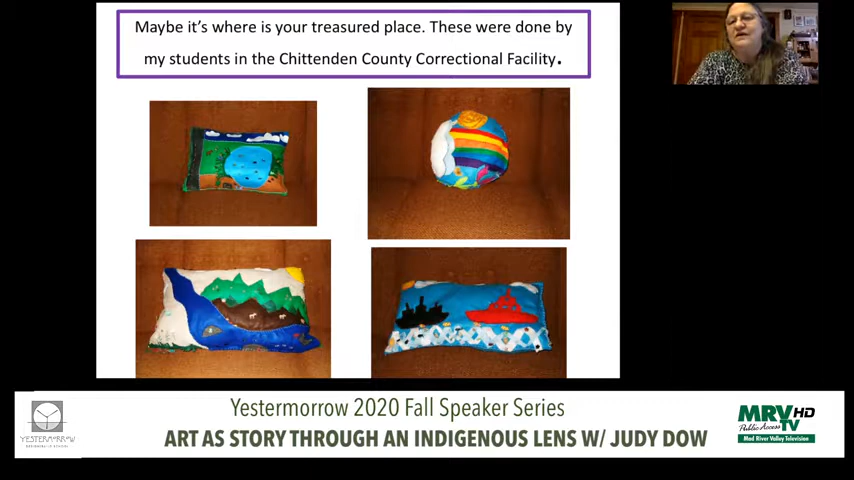 Maybe it's where is your treasured place. These were done by
my students in the Chittenden County Correctional Facility.
Yestermorrow 2020 Fall Speaker Series
ART AS STORY THROUGH AN INDIGENOUS LENS W/ JUDY DOW
YESTERMORROW
MRV HD
Public Access TV
Mad River Valley Television